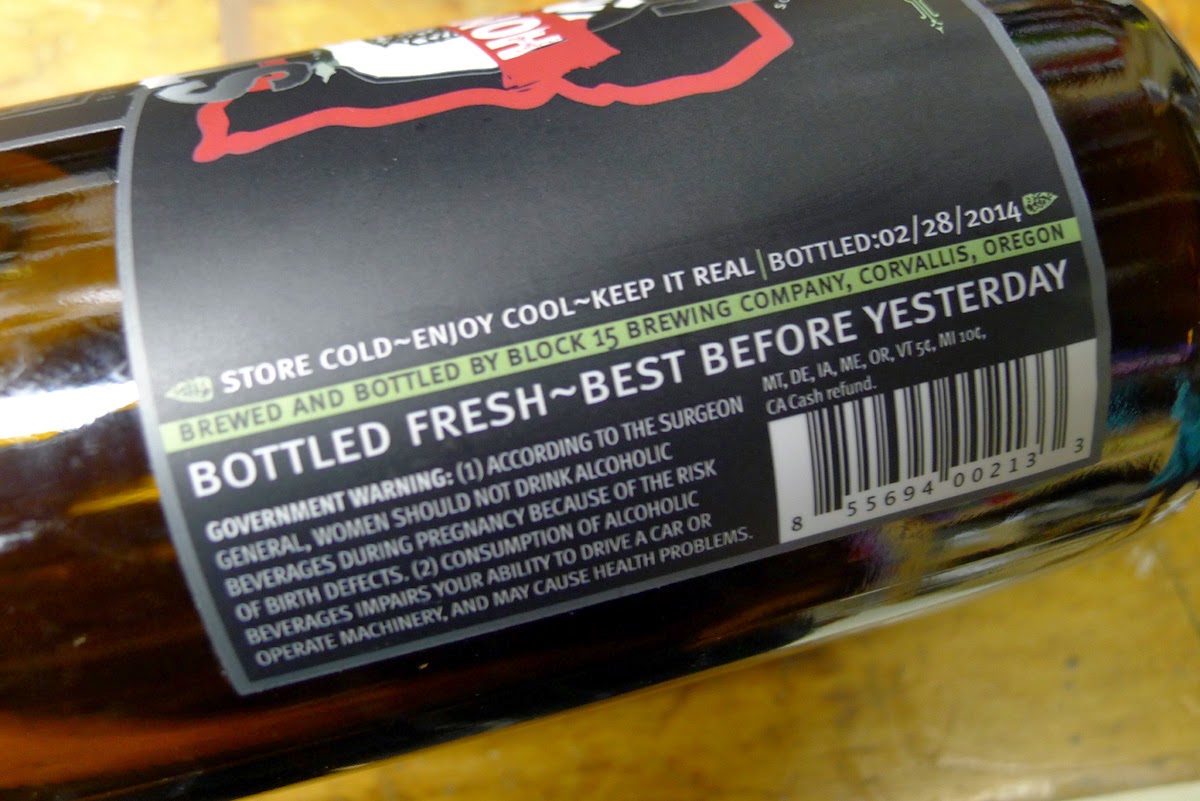 STORE COLD~ENJOY COOL~KEEP IT REAL | BOTTLED:02/28/2014
BREWED AND BOTTLED BY BLOCK 15 BREWING COMPANY, CORVALLIS, OREGON
BOTTLED FRESH~BEST BEFORE YESTERDAY
GOVERNMENT WARNING: (1) ACCORDING TO THE SURGEON
GENERAL, WOMEN SHOULD NOT DRINK ALCOHOLIC
BEVERAGES DURING PREGNANCY BECAUSE OF THE RISK
OF BIRTH DEFECTS. (2) CONSUMPTION OF ALCOHOLIC
BEVERAGES IMPAIRS YOUR ABILITY TO DRIVE A CAR OR
OPERATE MACHINERY, AND MAY CAUSE HEALTH PROBLEMS.
MT, DE, IA, ME, OR, VT 5¢, MI 10¢,
CA Cash refund.
8 55694 00213 3